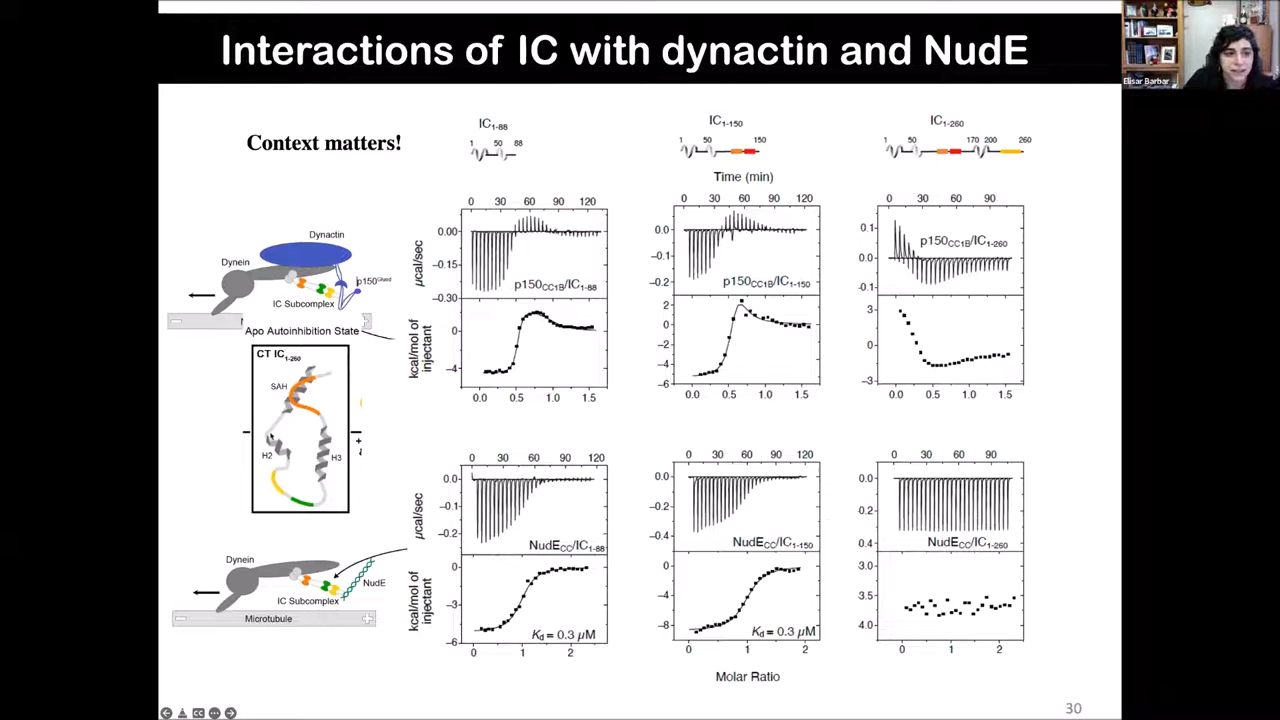 Interactions of IC with dynactin and NudE
Elisar Barbar
Context matters!
IC1-88
1 50 88
IC1-150
1 50 150
IC1-260
1 50 170 200 260
Time (min)
0 30 60 90 120
0 30 60 90 120
0 30 60 90
µcal/sec
0.00
−0.15
−0.30
p150CC1B/IC1-88
0.0
−0.1
−0.2
p150CC1B/IC1-150
0.1
0.0
−0.1
p150CC1B/IC1-260
kcal/mol of
injectant
0
−4
2
0
−2
−4
−6
3
0
−3
0.0 0.5 1.0 1.5
0.0 0.5 1.0 1.5
0.0 0.5 1.0 1.5
Dynactin
Dynein
p150Glued
IC Subcomplex
−
Apo Autoinhibition State
CT IC1-260
SAH
H2
H3
0 30 60 90 120
0 30 60 90 120
0 30 60 90
µcal/sec
0.0
−0.1
−0.2
NudECC/IC1-88
0.0
−0.2
−0.4
NudECC/IC1-150
0.0
0.2
0.4
NudECC/IC1-260
kcal/mol of
injectant
0
−3
−6
Kd = 0.3 µM
0
−4
−8
Kd = 0.3 µM
3.0
3.5
4.0
0 1 2
0 1 2
0 1 2
Molar Ratio
Dynein
NudE
IC Subcomplex
− Microtubule +
30